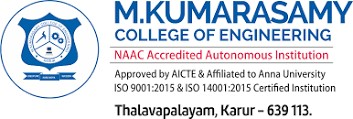 M.KUMARASAMY
COLLEGE OF ENGINEERING
NAAC Accredited Autonomous Institution
Approved by AICTE & Affiliated to Anna University
ISO 9001:2015 & ISO 14001:2015 Certified Institution
Thalavapalayam, Karur – 639 113.